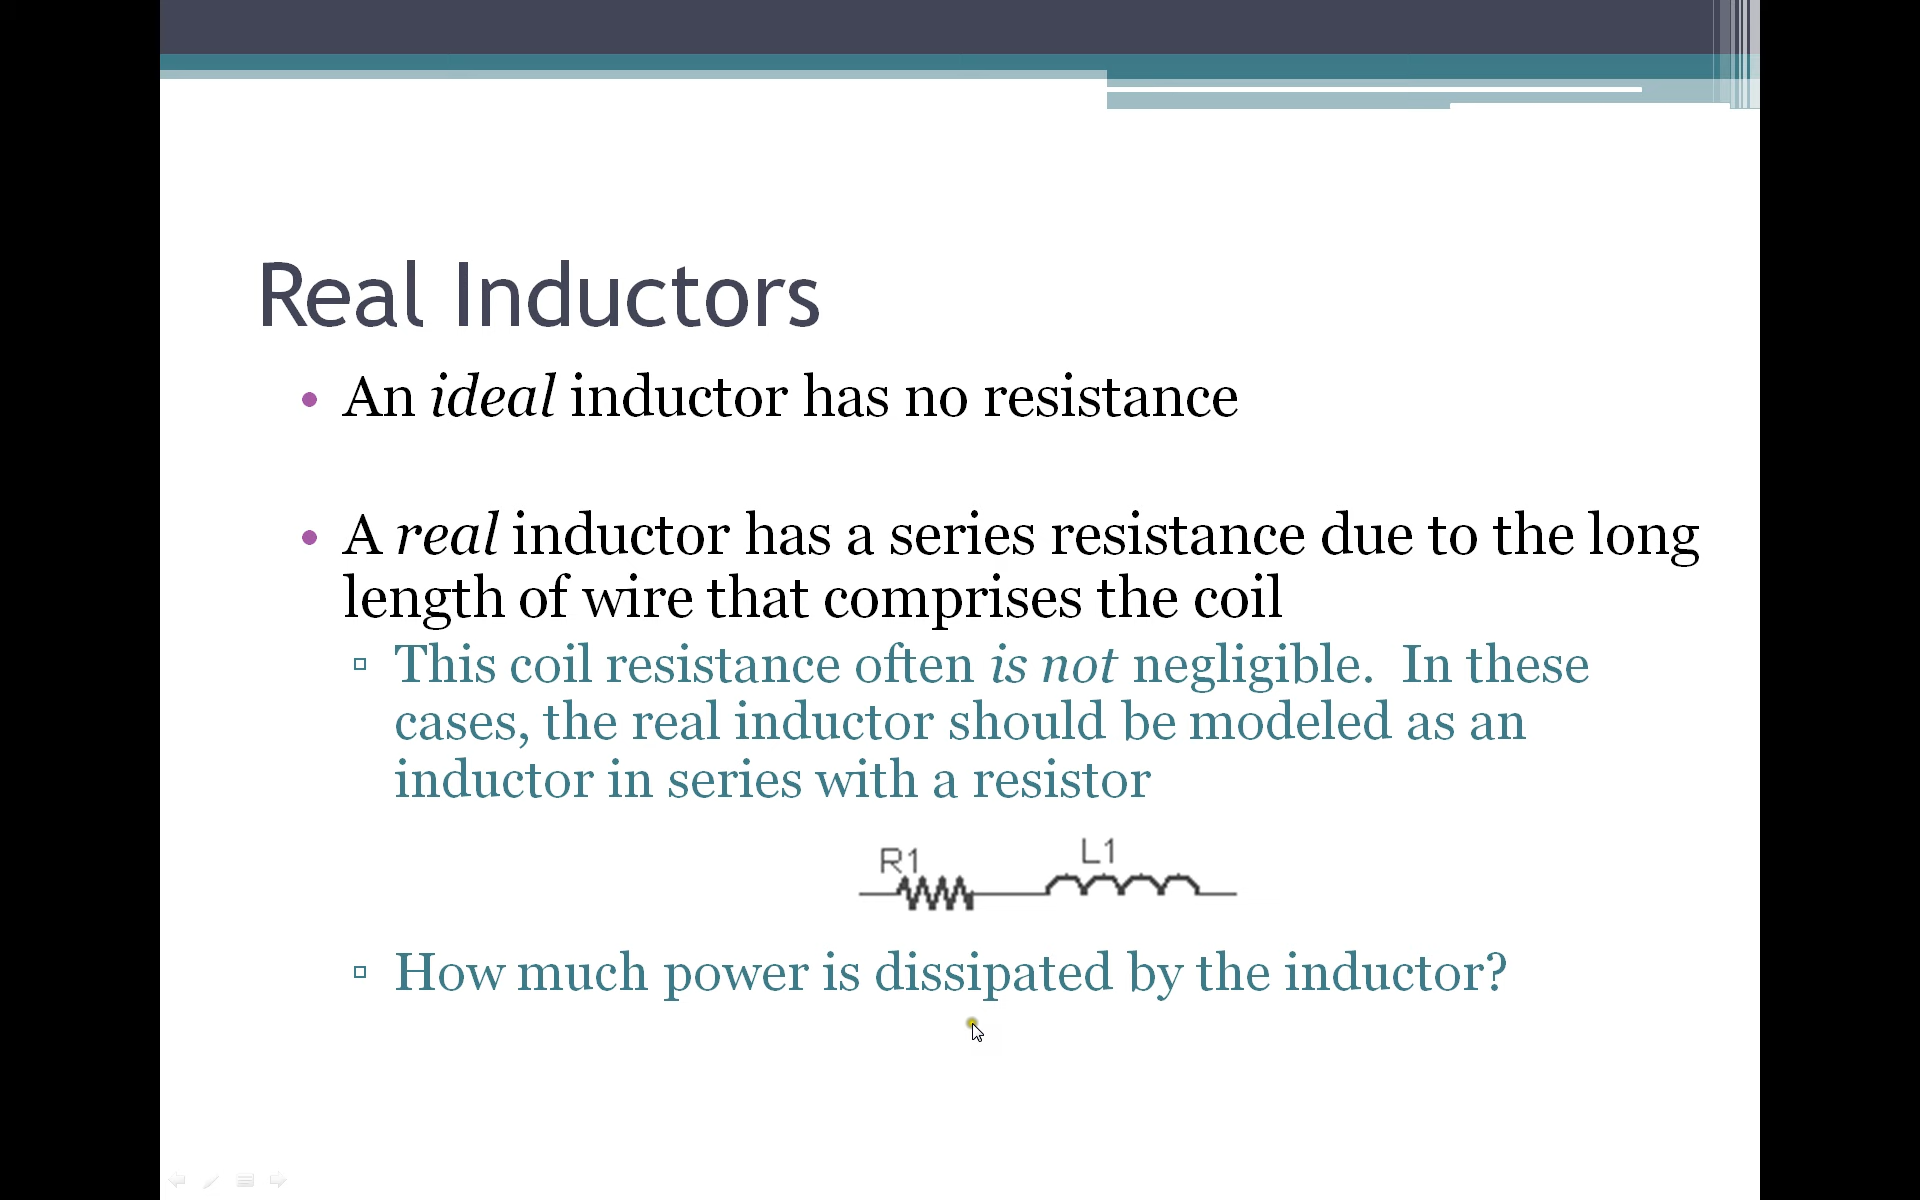 Real Inductors
• An ideal inductor has no resistance
• A real inductor has a series resistance due to the long
length of wire that comprises the coil
▫ This coil resistance often is not negligible.  In these
cases, the real inductor should be modeled as an
inductor in series with a resistor
R1 L1
▫ How much power is dissipated by the inductor?